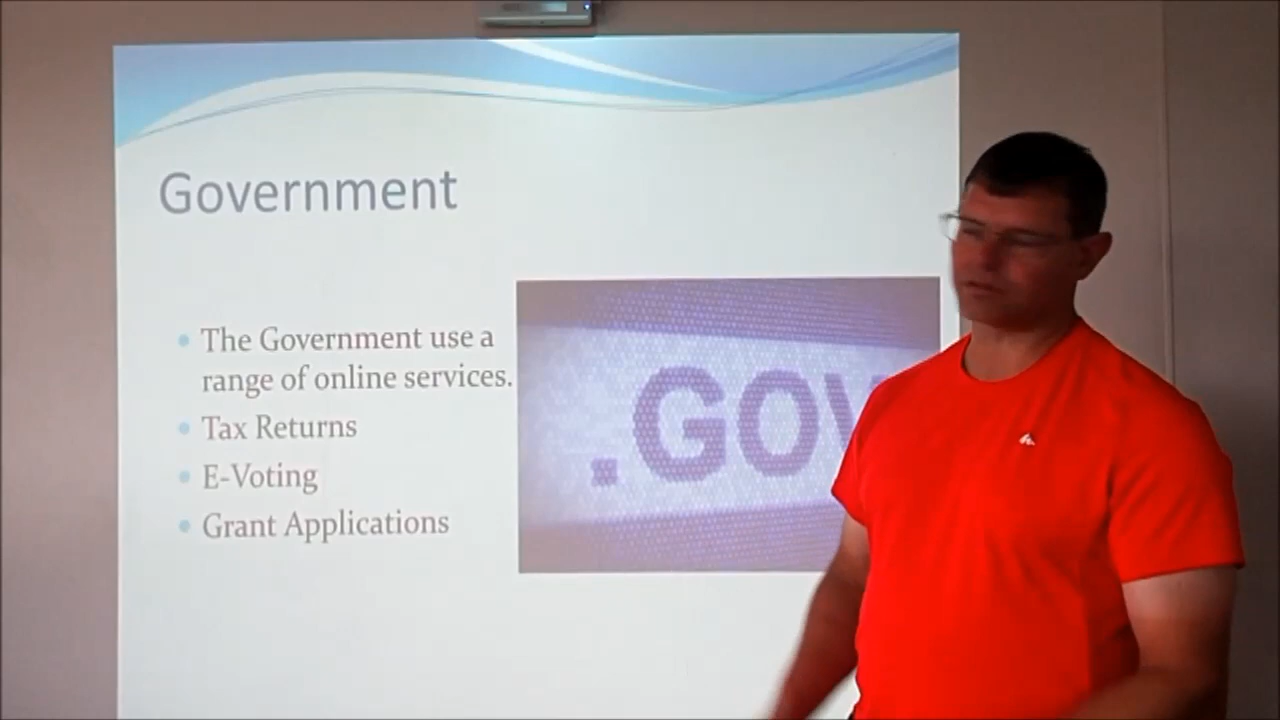 Government
The Government use a
range of online services.
Tax Returns
E-Voting
Grant Applications
.GOV